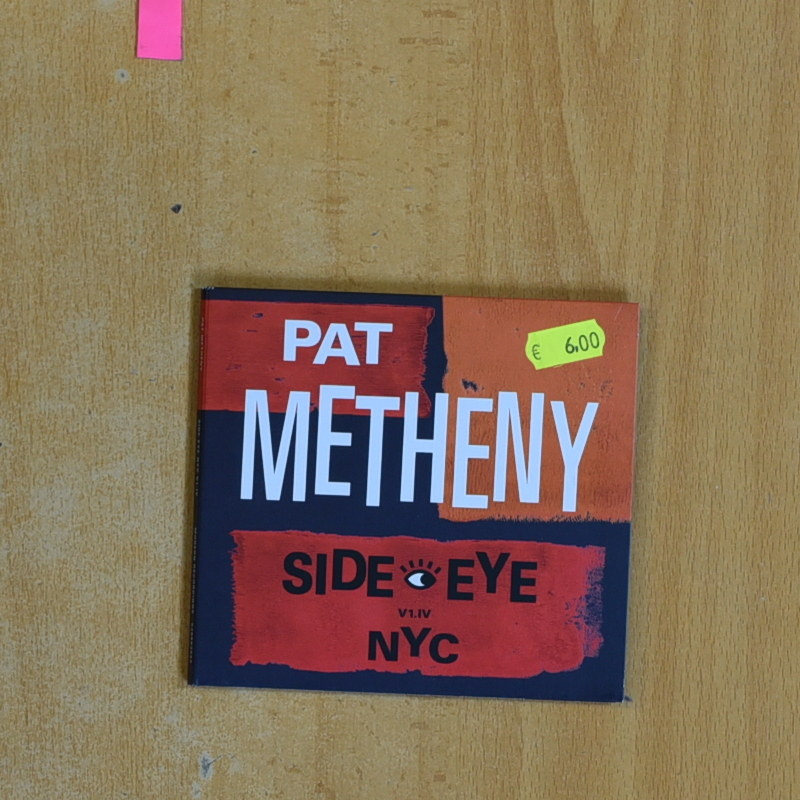 PAT
€ 6,00
METHENY
SIDE EYE
V1.IV
NYC